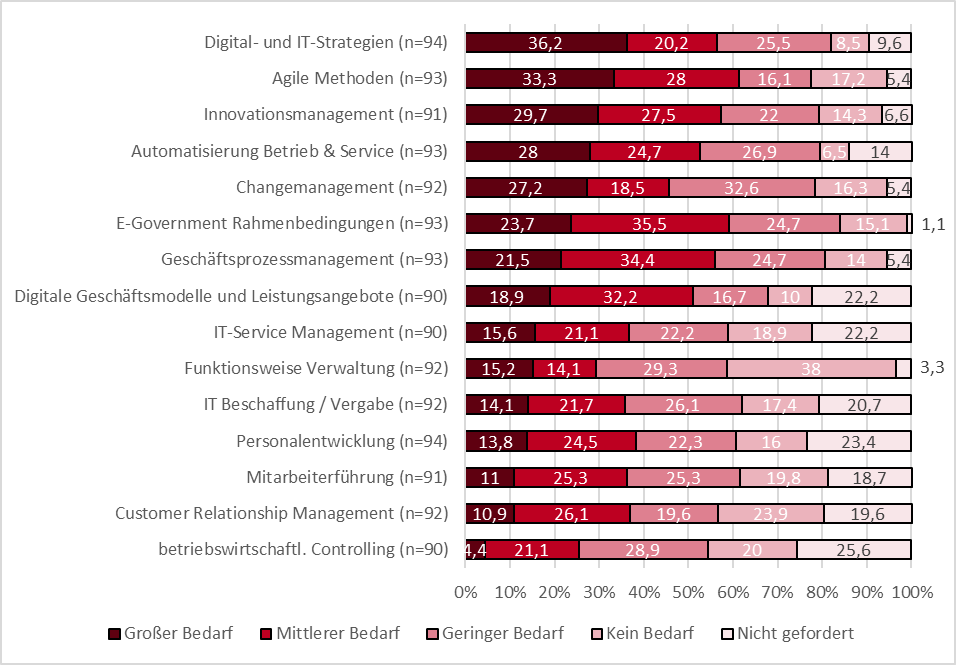 Digital- und IT-Strategien (n=94) 36,2 20,2 25,5 8,5 9,6
Agile Methoden (n=93) 33,3 28 16,1 17,2 5,4
Innovationsmanagement (n=91) 29,7 27,5 22 14,3 6,6
Automatisierung Betrieb & Service (n=93) 28 24,7 26,9 6,5 14
Changemanagement (n=92) 27,2 18,5 32,6 16,3 5,4
E-Government Rahmenbedingungen (n=93) 23,7 35,5 24,7 15,1 1,1
Geschäftsprozessmanagement (n=93) 21,5 34,4 24,7 14 5,4
Digitale Geschäftsmodelle und Leistungsangebote (n=90) 18,9 32,2 16,7 10 22,2
IT-Service Management (n=90) 15,6 21,1 22,2 18,9 22,2
Funktionsweise Verwaltung (n=92) 15,2 14,1 29,3 38 3,3
IT Beschaffung / Vergabe (n=92) 14,1 21,7 26,1 17,4 20,7
Personalentwicklung (n=94) 13,8 24,5 22,3 16 23,4
Mitarbeiterführung (n=91) 11 25,3 25,3 19,8 18,7
Customer Relationship Management (n=92) 10,9 26,1 19,6 23,9 19,6
betriebswirtschaftl. Controlling (n=90) 4,4 21,1 28,9 20 25,6
0% 10% 20% 30% 40% 50% 60% 70% 80% 90% 100%
Großer Bedarf Mittlerer Bedarf Geringer Bedarf Kein Bedarf Nicht gefordert